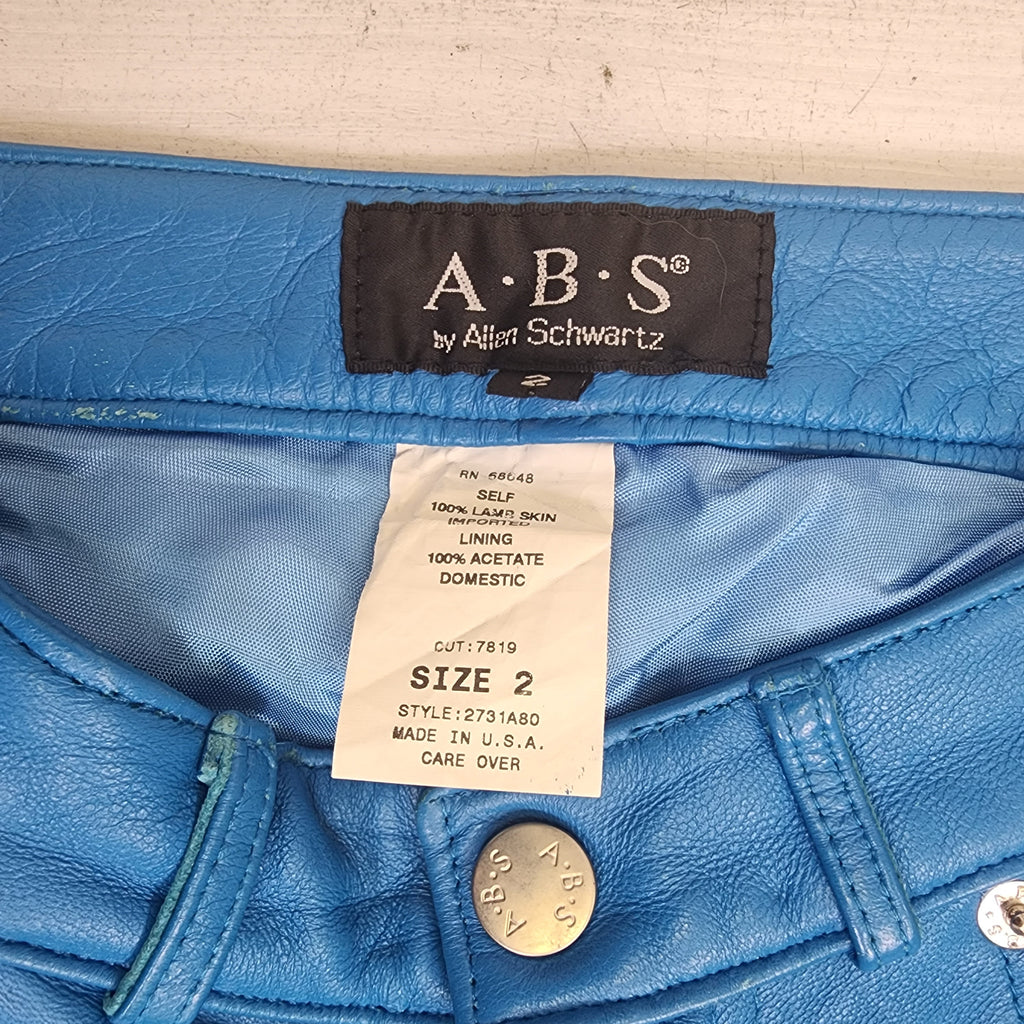 A·B·S®
by Allen Schwartz
2
RN 58048
SELF
100% LAMB SKIN
IMPORTED
LINING
100% ACETATE
DOMESTIC
CUT:7819
SIZE 2
STYLE:2731A80
MADE IN U.S.A.
CARE OVER
A·B·S
A·B·S